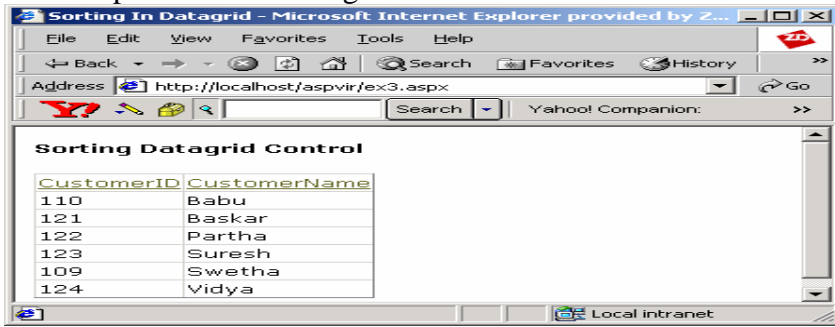 Sorting In Datagrid - Microsoft Internet Explorer provided by Z...
File Edit View Favorites Tools Help
Back Search Favorites History »
Address http://localhost/aspvir/ex3.aspx Go
Y! Search Yahoo! Companion: >>
Sorting Datagrid Control
CustomerID CustomerName
110 Babu
121 Baskar
122 Partha
123 Suresh
109 Swetha
124 Vidya
Local intranet